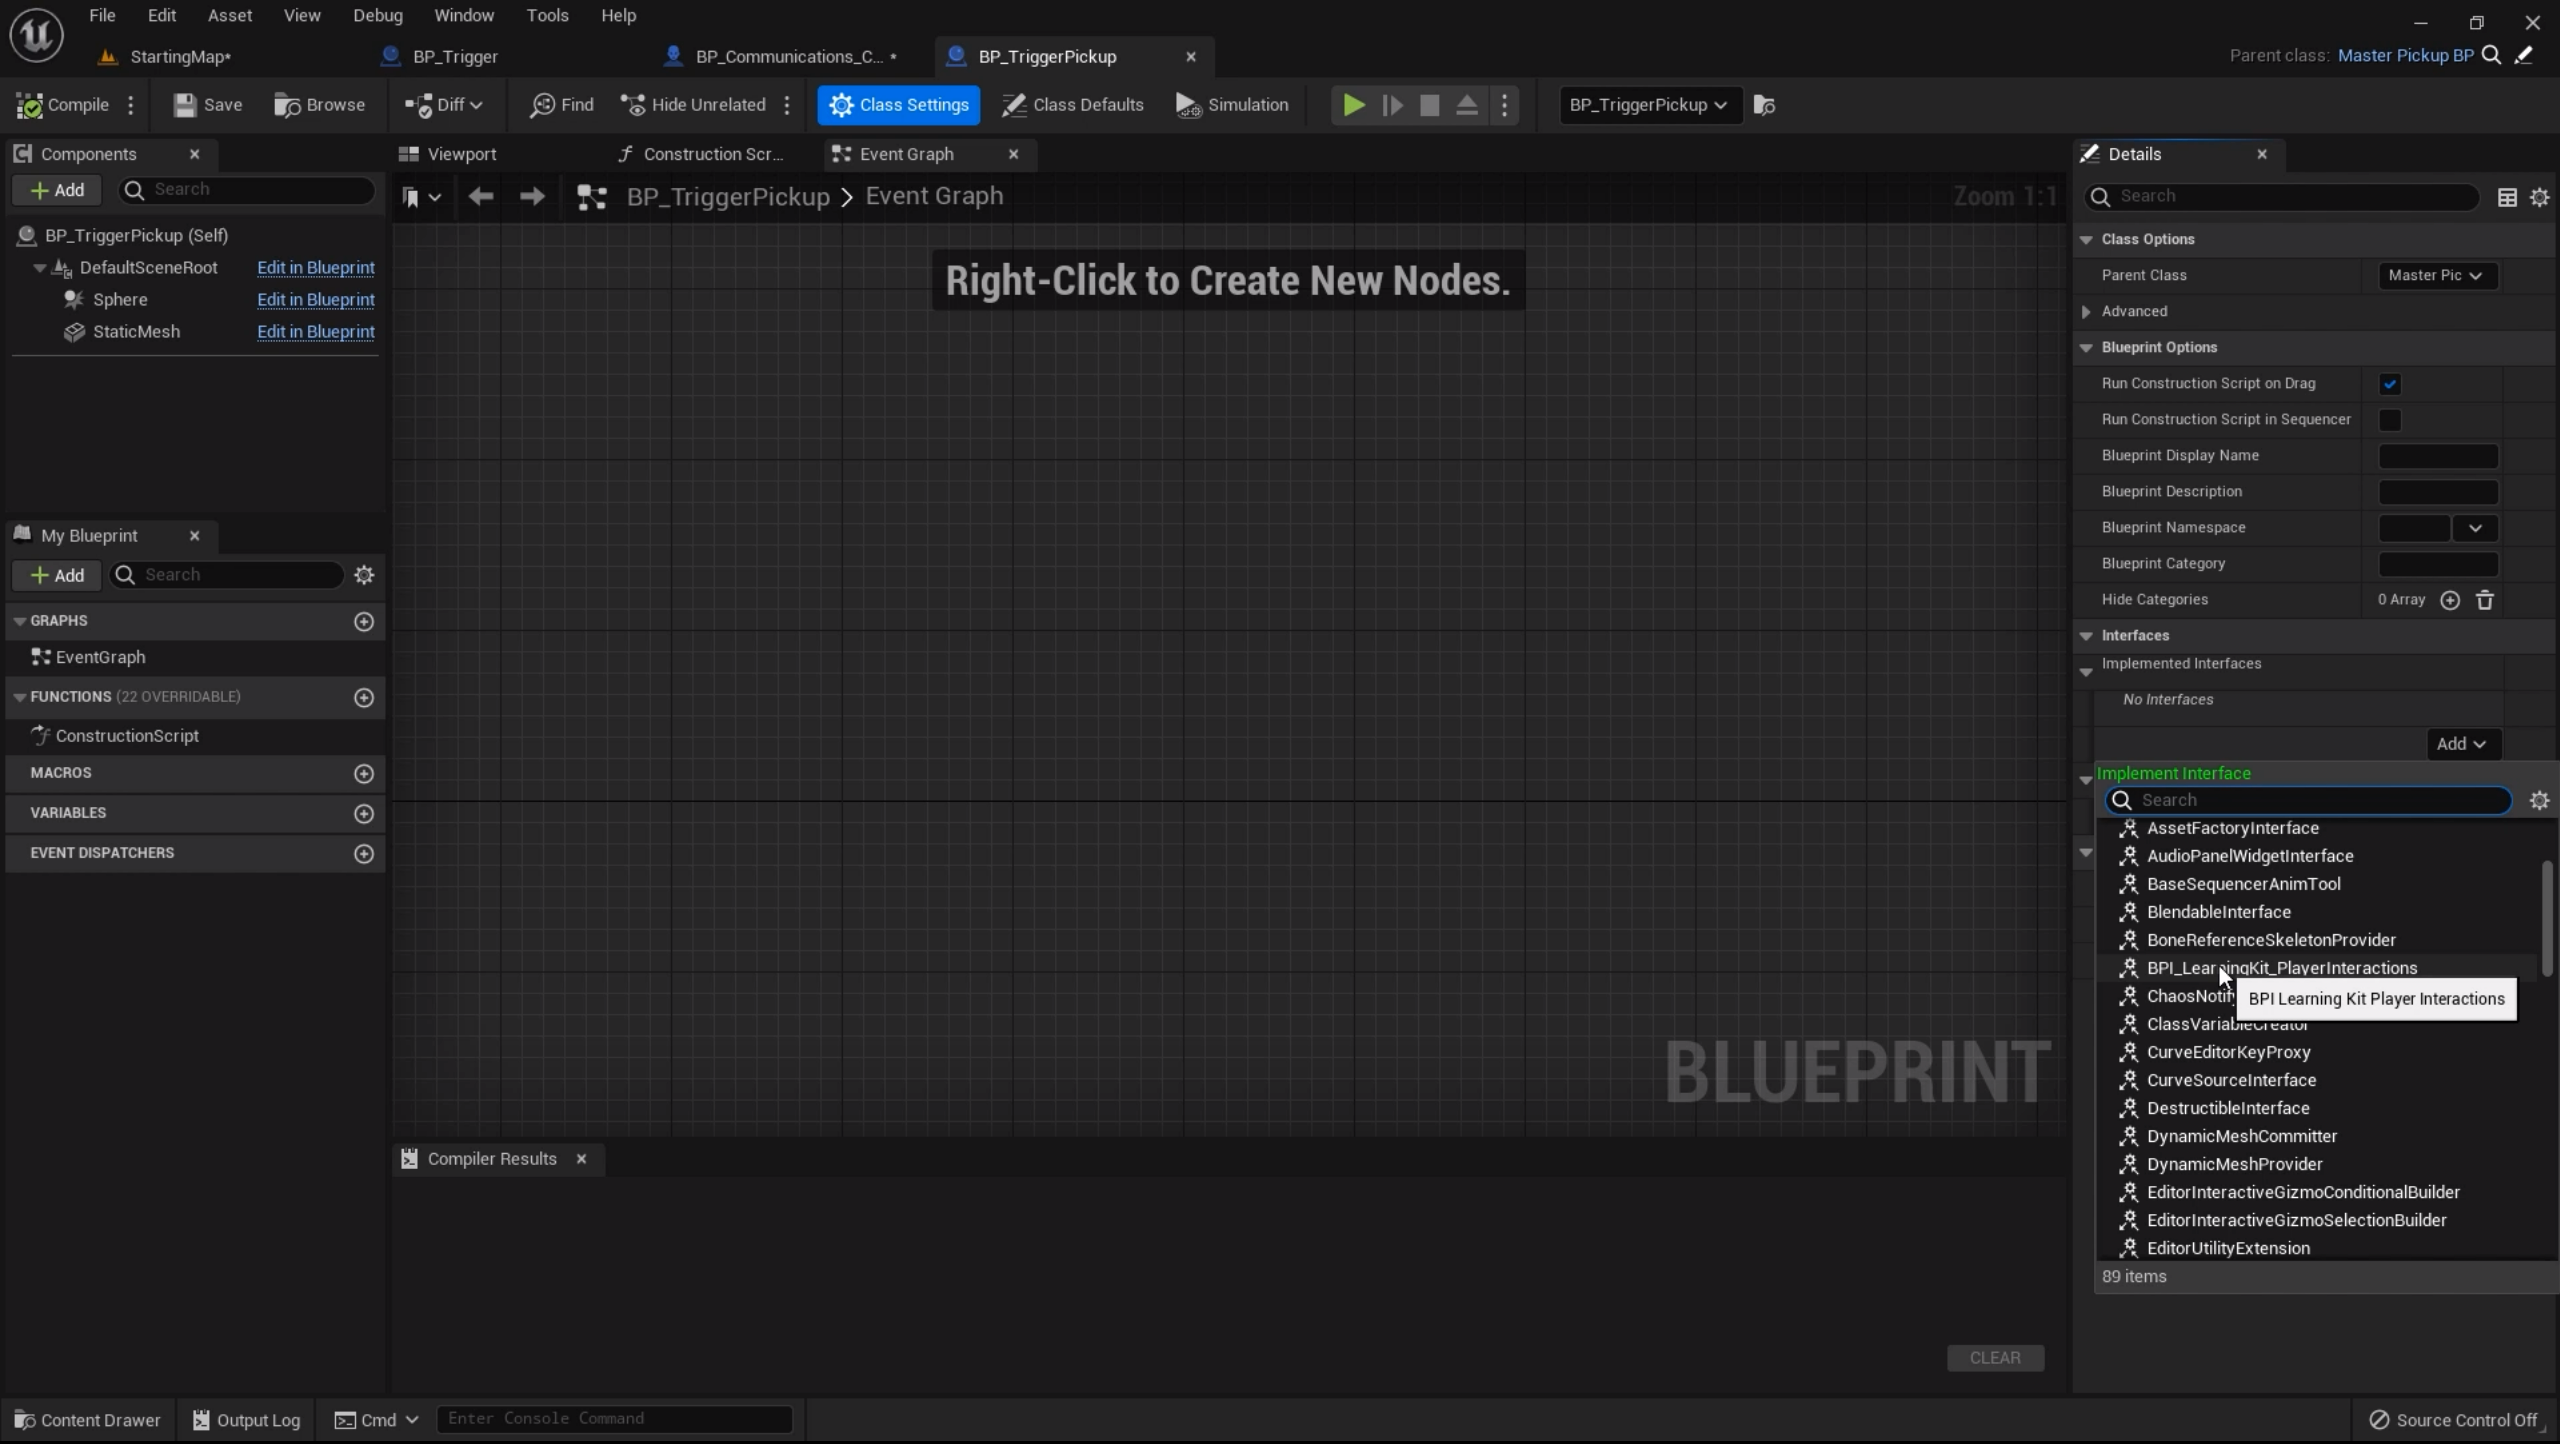 File Edit Asset View Debug Window Tools Help
StartingMap* BP_Trigger BP_Communications_C... * BP_TriggerPickup
Parent class: Master Pickup BP
Compile Save Browse Diff Find Hide Unrelated Class Settings Class Defaults Simulation BP_TriggerPickup
Components
Add Search
BP_TriggerPickup (Self)
DefaultSceneRoot Edit in Blueprint
Sphere Edit in Blueprint
StaticMesh Edit in Blueprint
My Blueprint
Add Search
GRAPHS
EventGraph
FUNCTIONS (22 OVERRIDABLE)
ConstructionScript
MACROS
VARIABLES
EVENT DISPATCHERS
Viewport Construction Scr... Event Graph
BP_TriggerPickup > Event Graph Zoom 1:1
Right-Click to Create New Nodes.
BLUEPRINT
Compiler Results
CLEAR
Details
Search
Class Options
Parent Class Master Pic
Advanced
Blueprint Options
Run Construction Script on Drag
Run Construction Script in Sequencer
Blueprint Display Name
Blueprint Description
Blueprint Namespace
Blueprint Category
Hide Categories 0 Array
Interfaces
Implemented Interfaces
No Interfaces
Add
Implement Interface
Search
AssetFactoryInterface
AudioPanelWidgetInterface
BaseSequencerAnimTool
BlendableInterface
BoneReferenceSkeletonProvider
BPI_LearningKit_PlayerInteractions
ChaosNotify
BPI Learning Kit Player Interactions
ClassVariableCreator
CurveEditorKeyProxy
CurveSourceInterface
DestructibleInterface
DynamicMeshCommitter
DynamicMeshProvider
EditorInteractiveGizmoConditionalBuilder
EditorInteractiveGizmoSelectionBuilder
EditorUtilityExtension
89 items
Content Drawer Output Log Cmd Enter Console Command Source Control Off